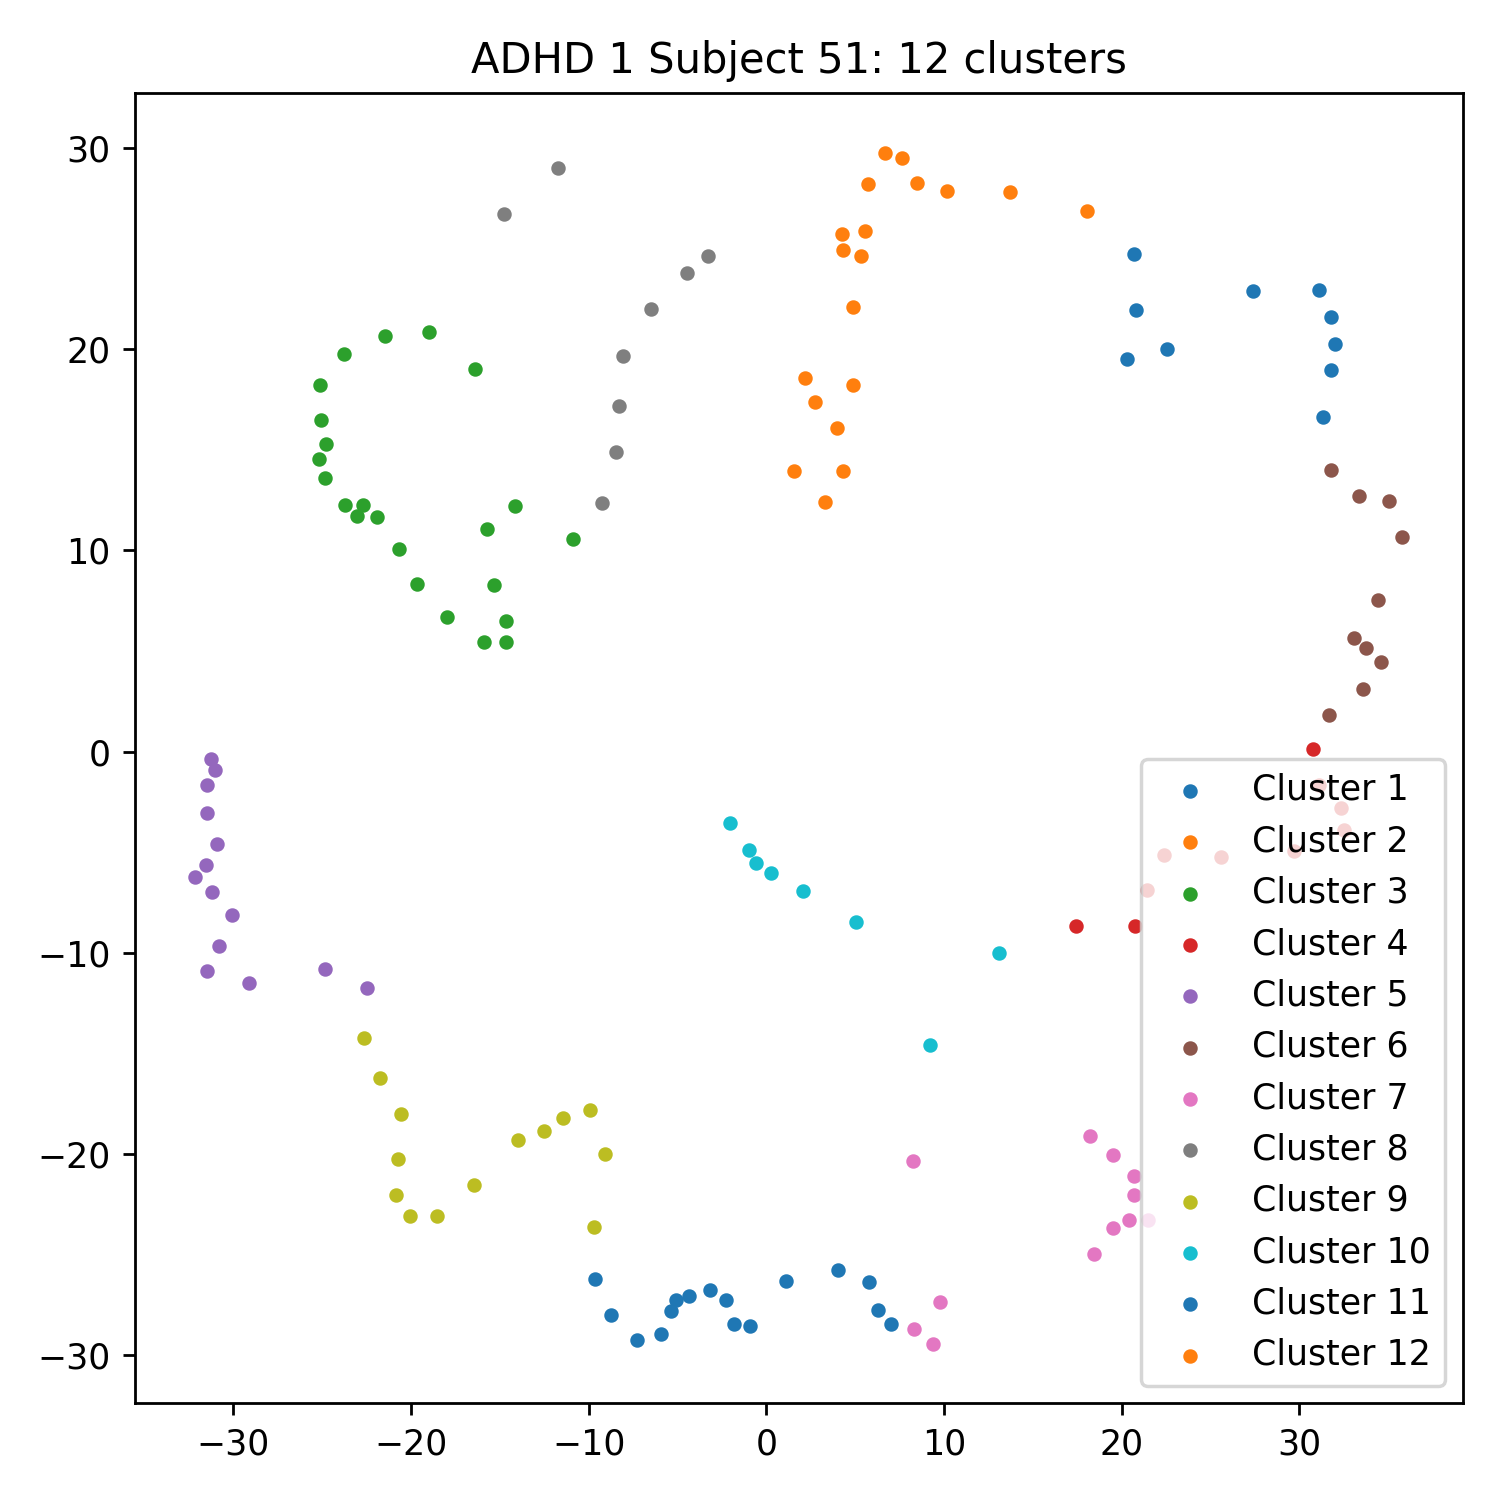 ADHD 1 Subject 51: 12 clusters
30
20
10
0
−10
−20
−30
−30
−20
−10
0
10
20
30
Cluster 1
Cluster 2
Cluster 3
Cluster 4
Cluster 5
Cluster 6
Cluster 7
Cluster 8
Cluster 9
Cluster 10
Cluster 11
Cluster 12